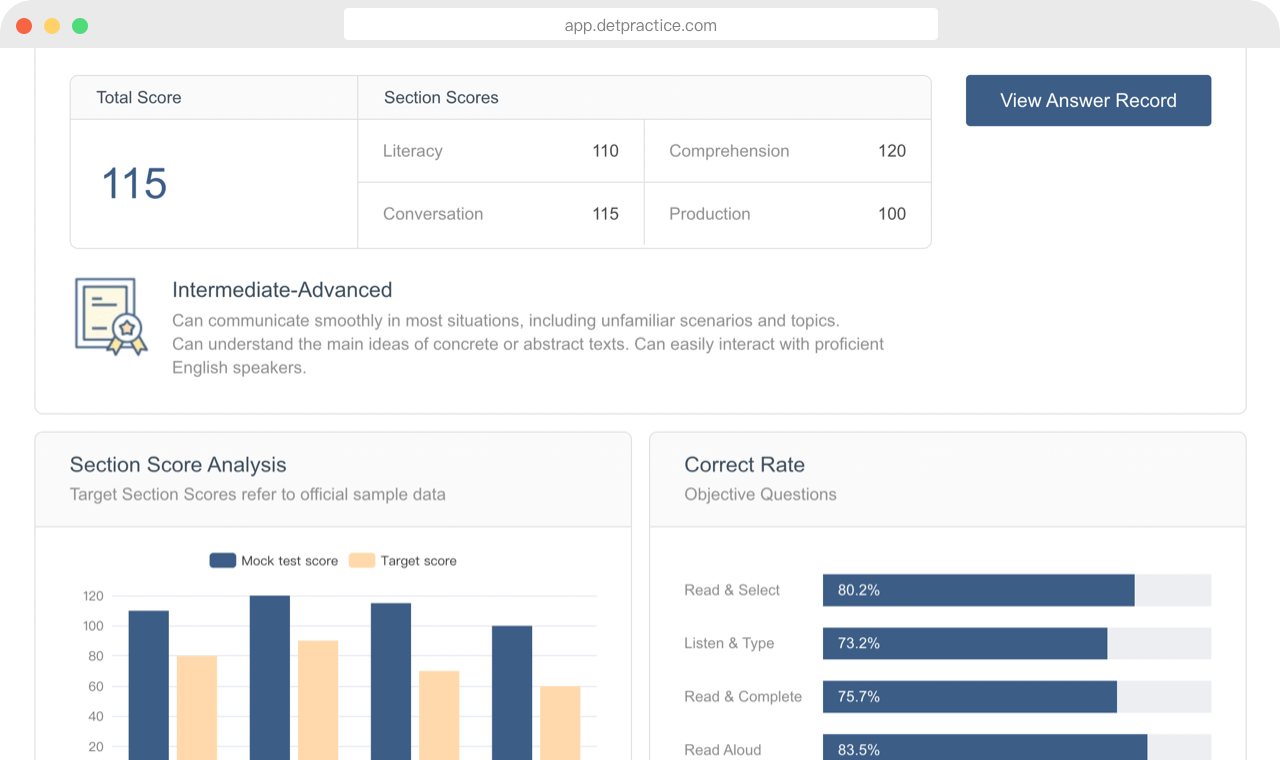 app.detpractice.com
Total Score
Section Scores
View Answer Record
115
Literacy 110
Comprehension 120
Conversation 115
Production 100
Intermediate-Advanced
Can communicate smoothly in most situations, including unfamiliar scenarios and topics.
Can understand the main ideas of concrete or abstract texts. Can easily interact with proficient
English speakers.
Section Score Analysis
Target Section Scores refer to official sample data
Mock test score
Target score
120
100
80
60
40
20
Correct Rate
Objective Questions
Read & Select 80.2%
Listen & Type 73.2%
Read & Complete 75.7%
Read Aloud 83.5%